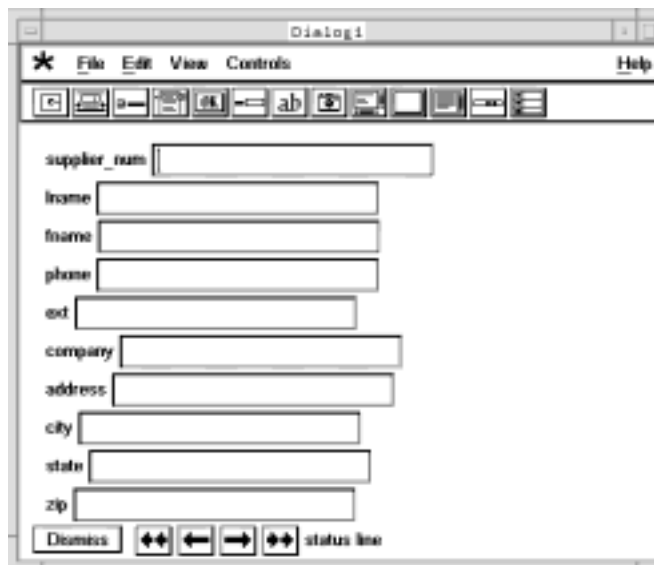 Dialog1
File Edit View Controls Help
OK ab
supplier_num
lname
fname
phone
ext
company
address
city
state
zip
Dismiss status line